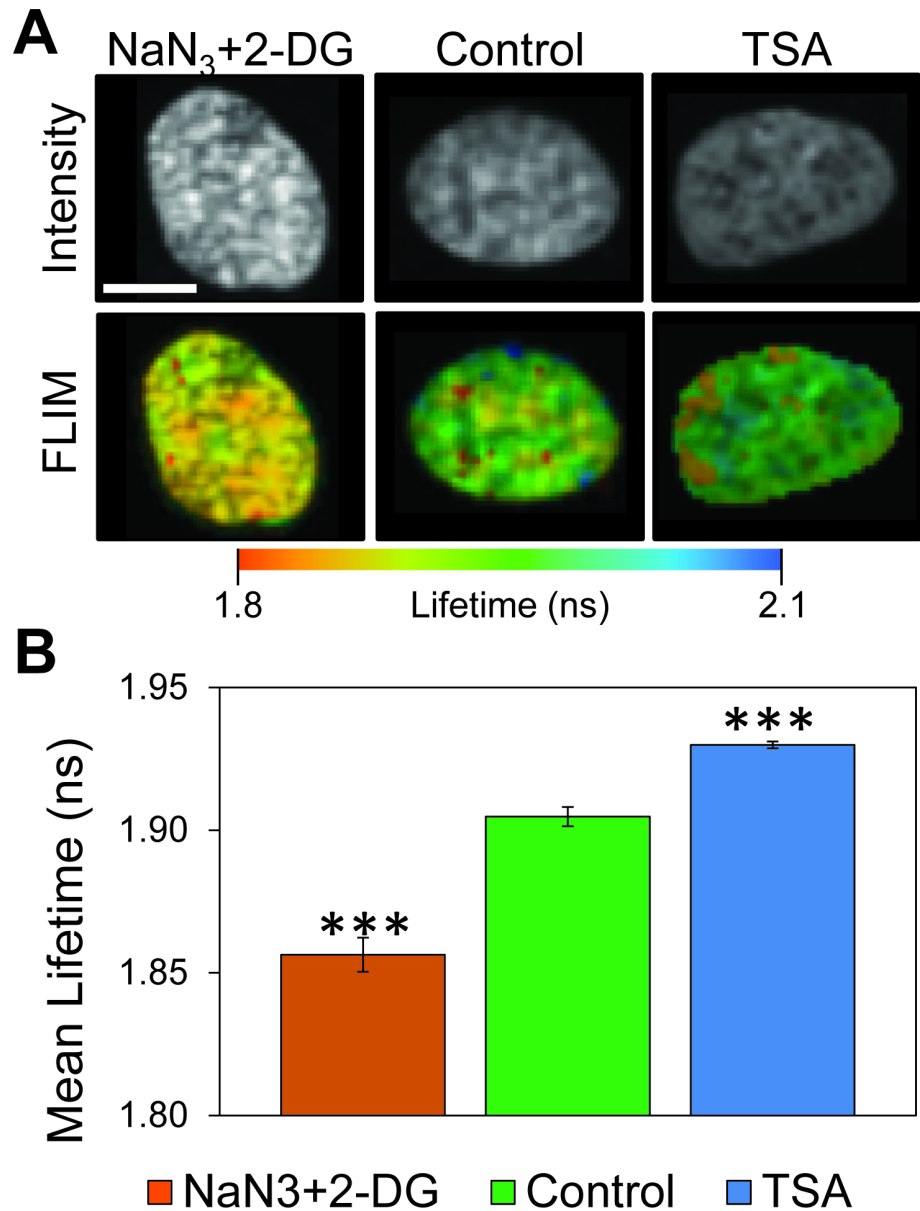 A
NaN3+2-DG Control TSA
Intensity
FLIM
1.8 Lifetime (ns) 2.1
B
Mean Lifetime (ns)
1.95
***
1.90
***
1.85
1.80
NaN3+2-DG Control TSA